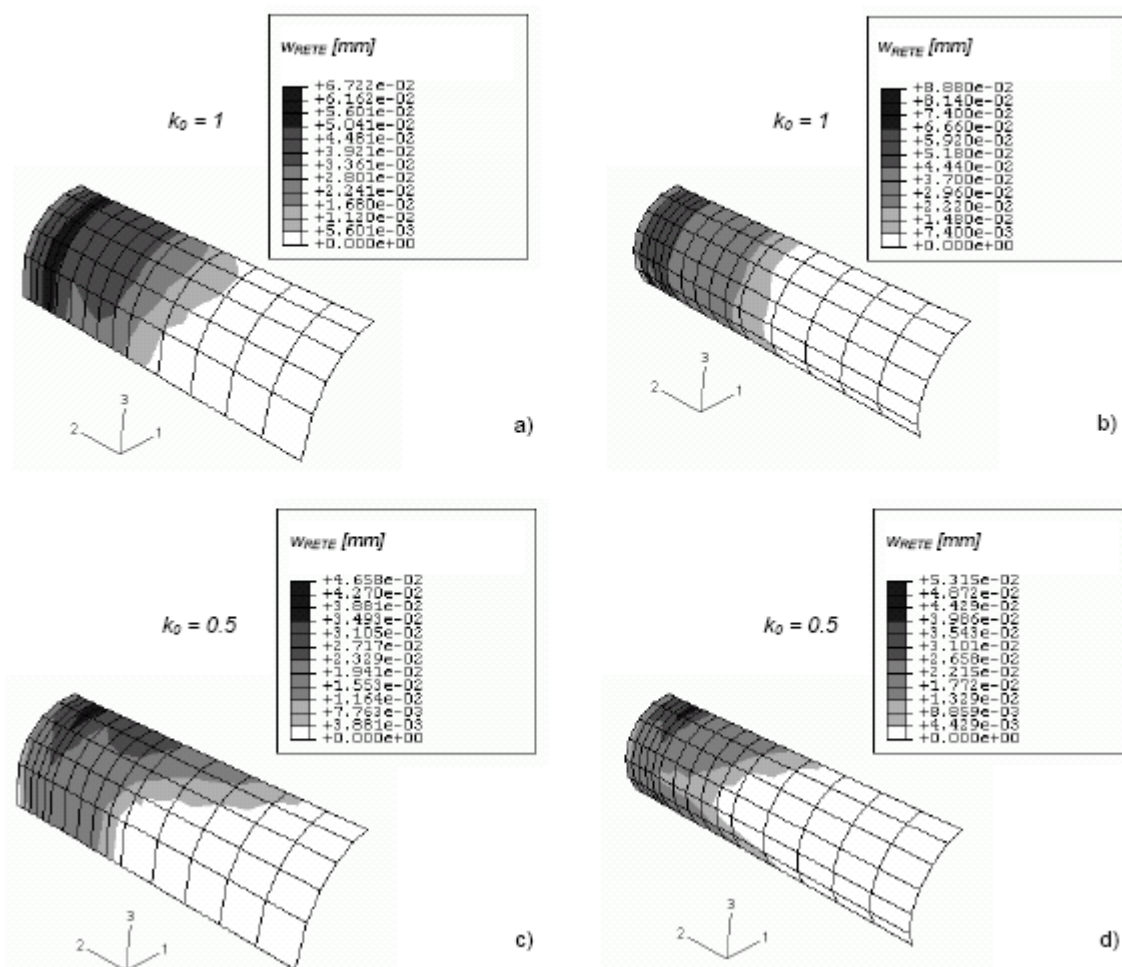 w_RETE [mm]
+6.722e-02
+6.162e-02
+5.601e-02
+5.041e-02
+4.481e-02
+3.921e-02
+3.361e-02
+2.801e-02
+2.241e-02
+1.680e-02
+1.120e-02
+5.601e-03
+0.000e+00
k0 = 1
3
2
1
a)
w_RETE [mm]
+8.880e-02
+8.140e-02
+7.400e-02
+6.660e-02
+5.920e-02
+5.180e-02
+4.440e-02
+3.700e-02
+2.960e-02
+2.220e-02
+1.480e-02
+7.400e-03
+0.000e+00
k0 = 1
3
2
1
b)
w_RETE [mm]
+4.658e-02
+4.270e-02
+3.881e-02
+3.493e-02
+3.105e-02
+2.717e-02
+2.329e-02
+1.941e-02
+1.553e-02
+1.164e-02
+7.763e-03
+3.881e-03
+0.000e+00
k0 = 0.5
3
2
1
c)
w_RETE [mm]
+5.315e-02
+4.872e-02
+4.429e-02
+3.986e-02
+3.543e-02
+3.101e-02
+2.658e-02
+2.215e-02
+1.772e-02
+1.329e-02
+8.859e-03
+4.429e-03
+0.000e+00
k0 = 0.5
3
2
1
d)